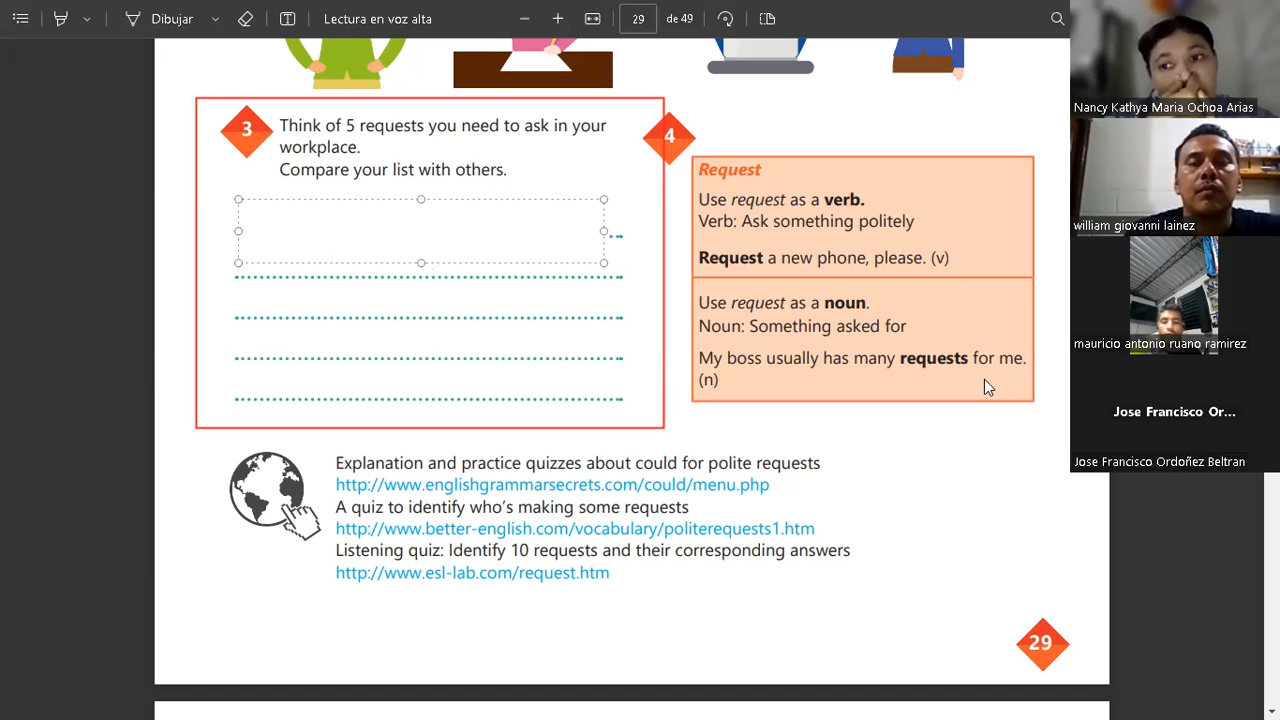 Dibujar
Lectura en voz alta
29
de 49
3
Think of 5 requests you need to ask in your
workplace.
Compare your list with others.
4
Request
Use request as a verb.
Verb: Ask something politely
Request a new phone, please. (v)
Use request as a noun.
Noun: Something asked for
My boss usually has many requests for me.
(n)
Explanation and practice quizzes about could for polite requests
http://www.englishgrammarsecrets.com/could/menu.php
A quiz to identify who's making some requests
http://www.better-english.com/vocabulary/politerequests1.htm
Listening quiz: Identify 10 requests and their corresponding answers
http://www.esl-lab.com/request.htm
29
Nancy Kathya Maria Ochoa Arias
william giovanni lainez
mauricio antonio ruano ramirez
Jose Francisco Or...
Jose Francisco Ordoñez Beltran